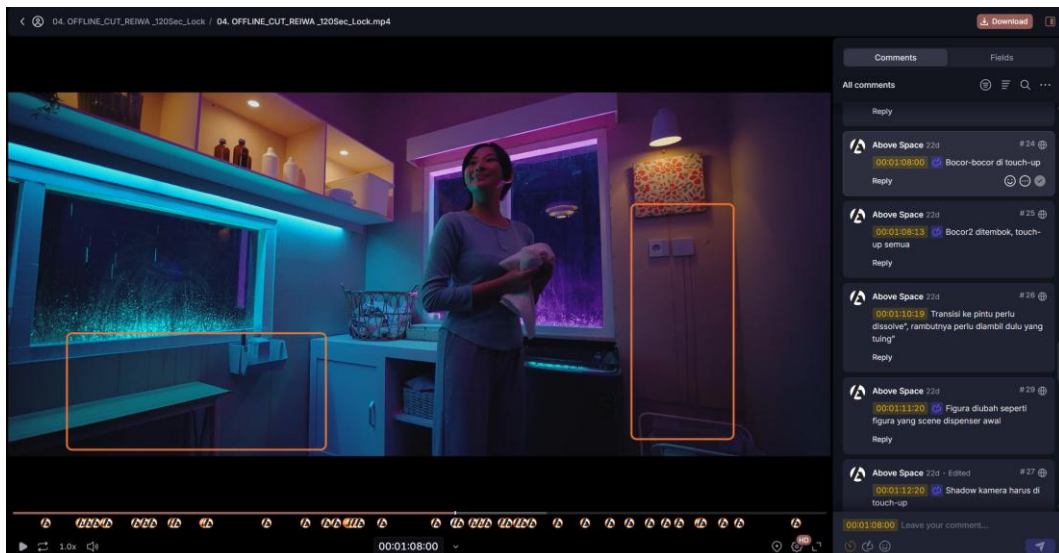 04. OFFLINE_CUT_REIWA _120Sec_Lock / 04. OFFLINE_CUT_REIWA _120Sec_Lock.mp4
Download
Comments Fields
All comments
Reply
Above Space 22d #24
00:01:08:00 Bocor-bocor di touch-up
Reply
Above Space 22d #25
00:01:08:13 Bocor2 ditembok, touch-
up semua
Reply
Above Space 22d #26
00:01:10:19 Transisi ke pintu perlu
dissolve", rambutnya perlu diambil dulu yang
tuing"
Reply
Above Space 22d #29
00:01:11:20 Figura diubah seperti
figura yang scene dispenser awal
Reply
Above Space 22d - Edited #27
00:01:12:20 Shadow kamera harus di
touch-up
00:01:08:00 Leave your comment...
1.0x 00:01:08:00 HD